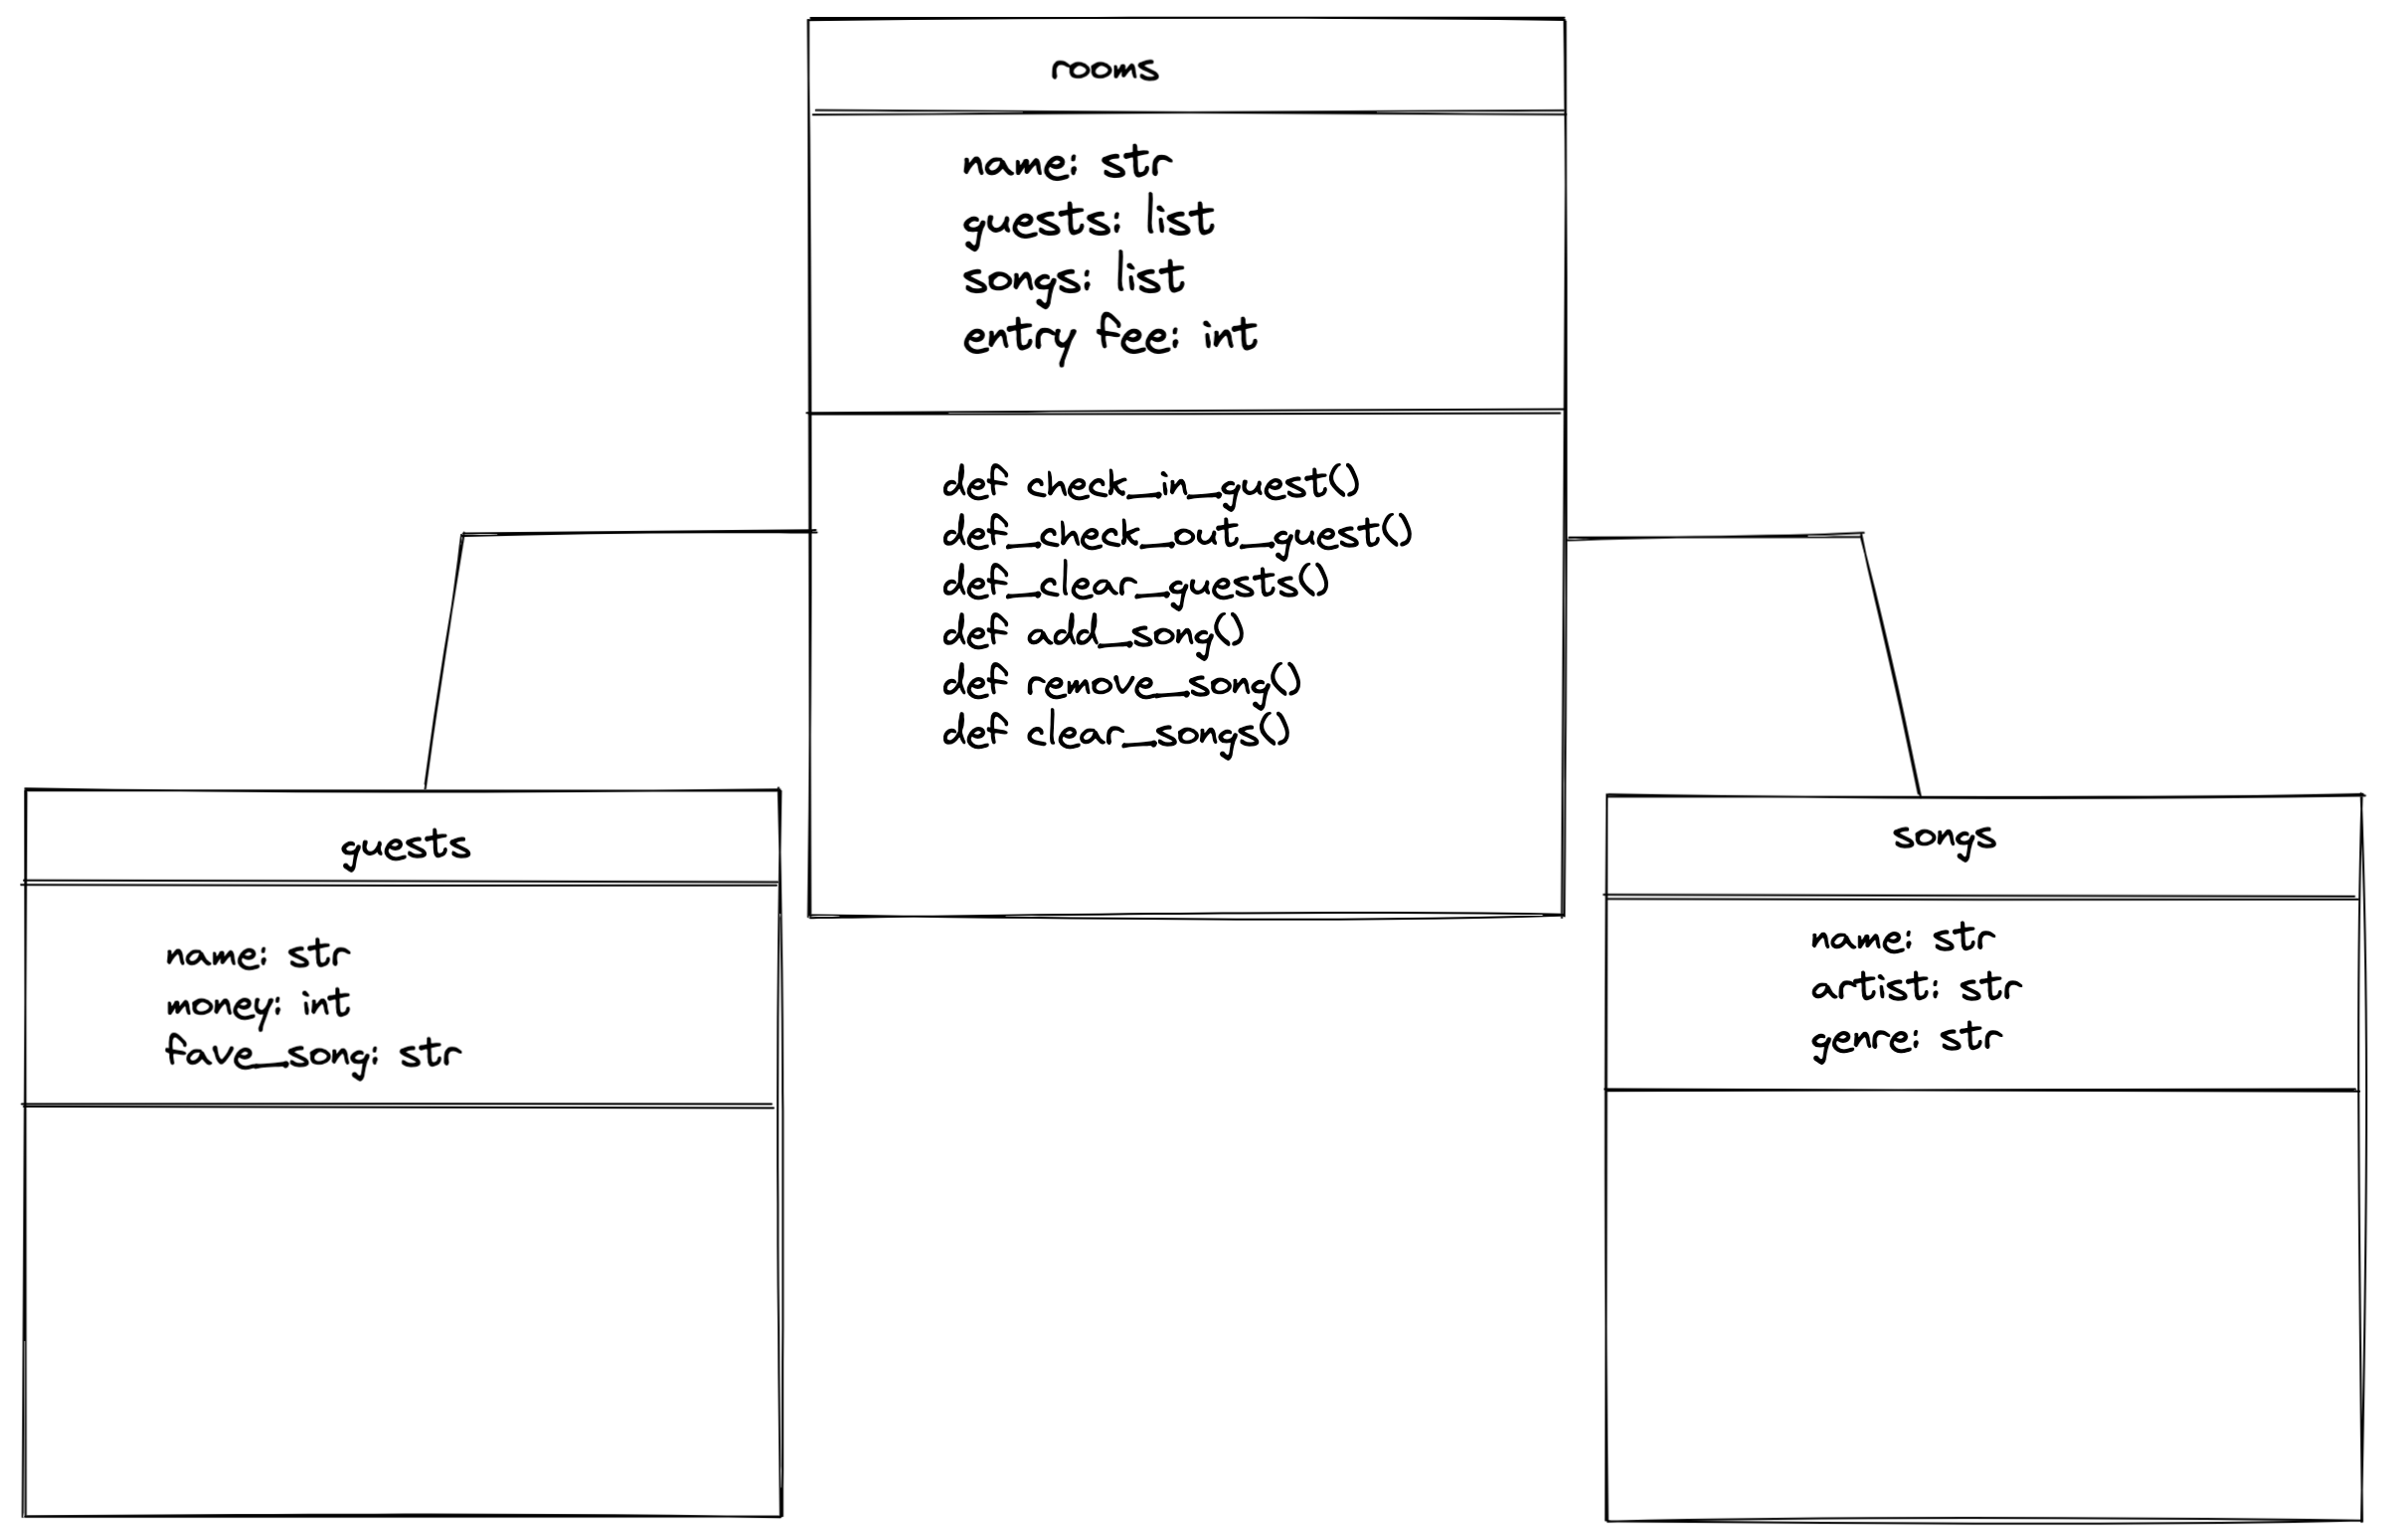 rooms
name: str
guests: list
songs: list
entry fee: int
def check_in_guest()
def_check_out_guest()
def_clear_guests()
def add_song()
def remove_song()
def clear_songs()
guests
name: str
money: int
fave_song: str
songs
name: str
artist: str
genre: str